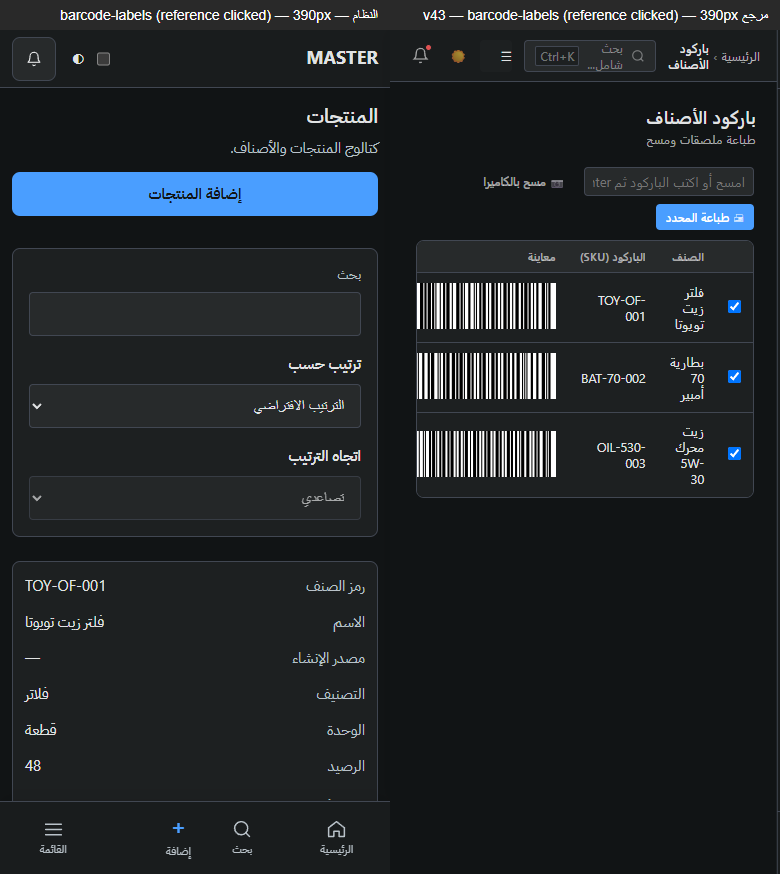 مرجع v43 — barcode-labels (reference clicked) — 390px
الرئيسية › باركود الأصناف
بحث شامل...
Ctrl+K
باركود الأصناف
طباعة ملصقات ومسح
امسح أو اكتب الباركود ثم nter
مسح بالكاميرا
طباعة المحدد
الصنف الباركود (SKU) معاينة
فلتر زيت تويوتا TOY-OF-001
بطارية 70 أمبير BAT-70-002
زيت محرك 5W-30 OIL-530-003
النظام — barcode-labels (reference clicked) — 390px
MASTER
المنتجات
كتالوج المنتجات والأصناف.
إضافة المنتجات
بحث
ترتيب حسب
الترتيب الافتراضي
اتجاه الترتيب
تصاعدي
رمز الصنف TOY-OF-001
الاسم فلتر زيت تويوتا
مصدر الإنشاء —
التصنيف فلاتر
الوحدة قطعة
الرصيد 48
الرئيسية
بحث
+ إضافة
القائمة